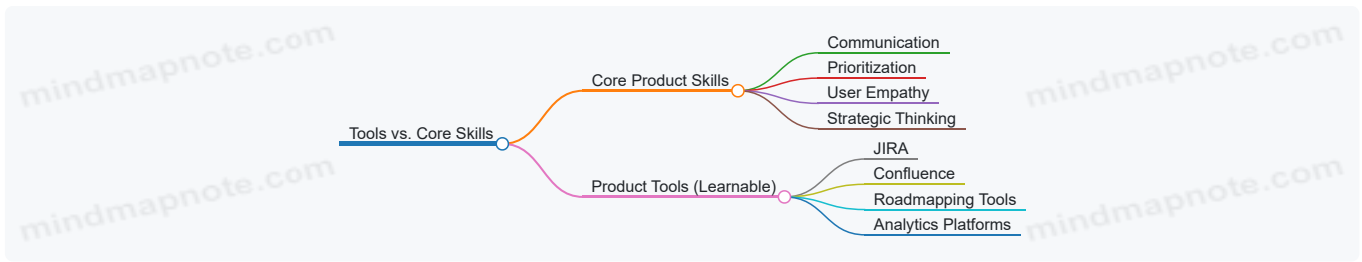 mindmapnote.com
mindmapnote.com
Communication
Core Product Skills
Prioritization
User Empathy
Strategic Thinking
Tools vs. Core Skills
JIRA
Product Tools (Learnable)
Confluence
Roadmapping Tools
Analytics Platforms
mindmapnote.com
mindmapnote.com